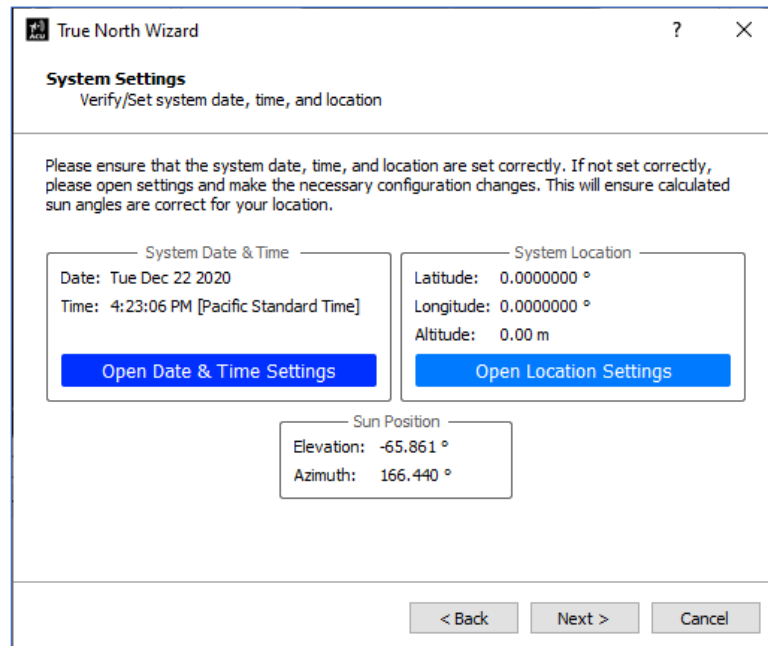 ACU
True North Wizard
?
System Settings
Verify/Set system date, time, and location
Please ensure that the system date, time, and location are set correctly. If not set correctly,
please open settings and make the necessary configuration changes. This will ensure calculated
sun angles are correct for your location.
System Date & Time
Date: Tue Dec 22 2020
Time: 4:23:06 PM [Pacific Standard Time]
Open Date & Time Settings
System Location
Latitude: 0.0000000 °
Longitude: 0.0000000 °
Altitude: 0.00 m
Open Location Settings
Sun Position
Elevation: -65.861 °
Azimuth: 166.440 °
< Back
Next >
Cancel